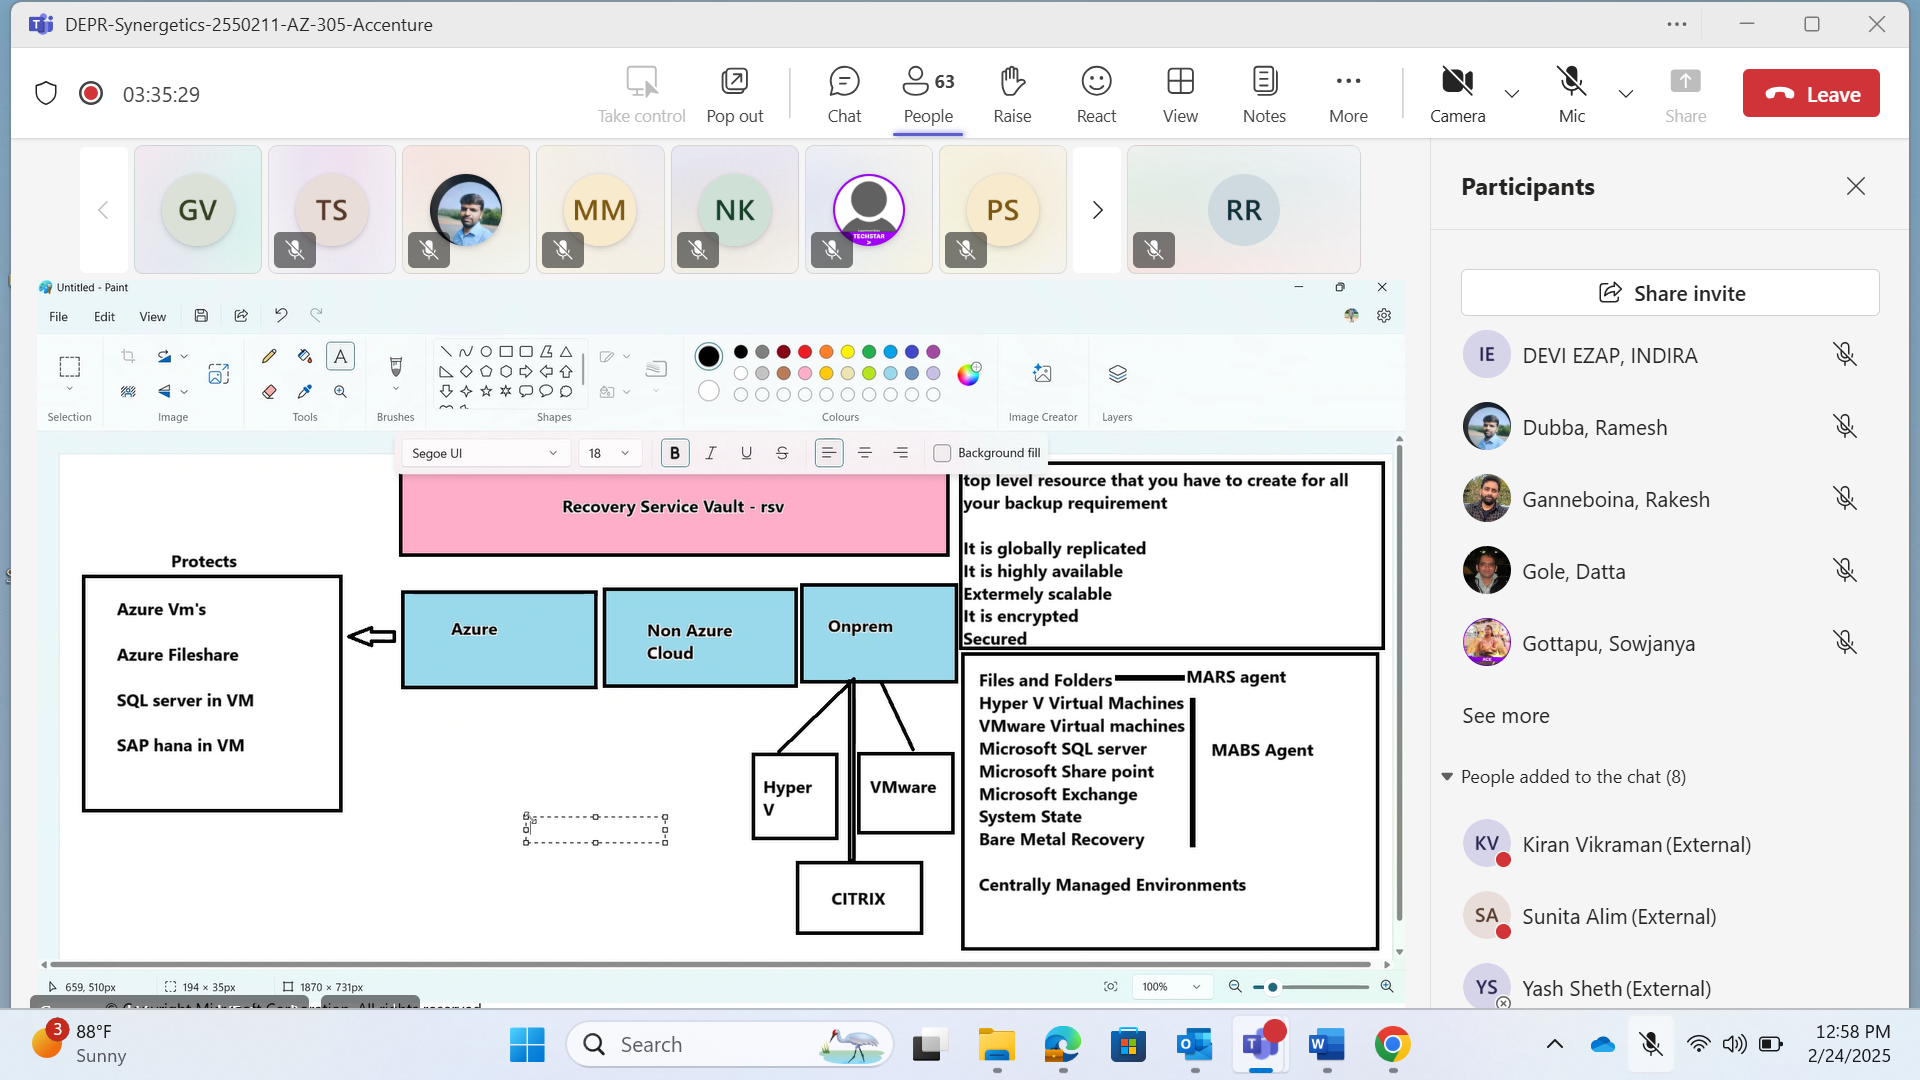 DEPR-Synergetics-2550211-AZ-305-Accenture
03:35:29
Take control
Pop out
Chat
63
People
Raise
React
View
Notes
More
Camera
Mic
Share
Leave
GV
TS
MM
NK
TECHSTAR
PS
RR
Participants
Share invite
IE DEVI EZAP, INDIRA
Dubba, Ramesh
Ganneboina, Rakesh
Gole, Datta
Gottapu, Sowjanya
See more
People added to the chat (8)
KV Kiran Vikraman (External)
SA Sunita Alim (External)
YS Yash Sheth (External)
Untitled - Paint
File Edit View
Selection
Image
Tools
Brushes
Shapes
Colours
Image Creator
Layers
Segoe UI
18
B I U S
Background fill
Recovery Service Vault - rsv
top level resource that you have to create for all
your backup requirement
It is globally replicated
It is highly available
Extermely scalable
It is encrypted
Secured
Protects
Azure Vm's
Azure Fileshare
SQL server in VM
SAP hana in VM
Azure
Non Azure
Cloud
Onprem
Hyper
V
VMware
CITRIX
Files and Folders
MARS agent
Hyper V Virtual Machines
VMware Virtual machines
Microsoft SQL server
MABS Agent
Microsoft Share point
Microsoft Exchange
System State
Bare Metal Recovery
Centrally Managed Environments
659, 510px
194 × 35px
1870 × 731px
100%
3
88°F
Sunny
Search
12:58 PM
2/24/2025